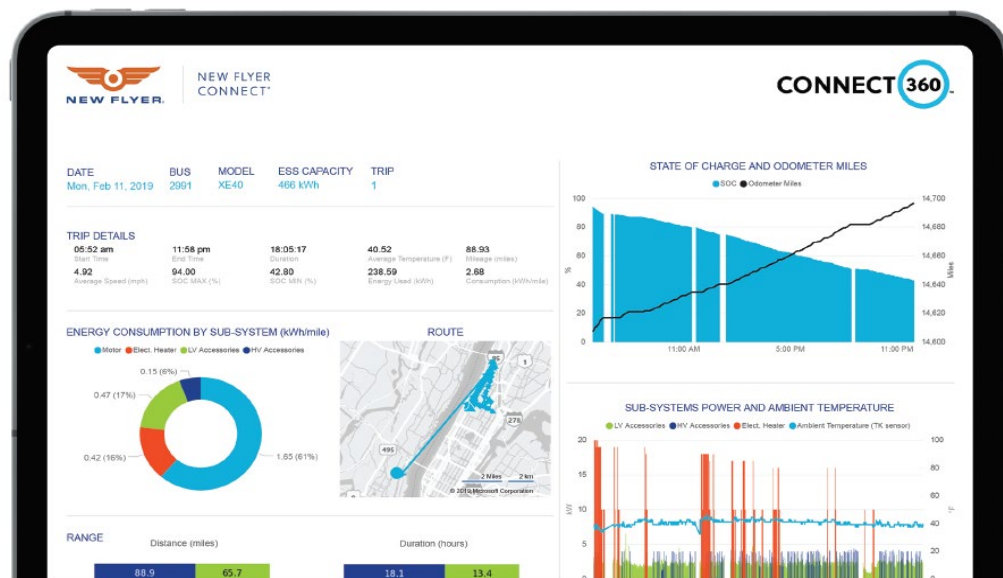 NEW FLYER.
NEW FLYER
CONNECT
CONNECT 360
DATE BUS MODEL ESS CAPACITY TRIP
Mon, Feb 11, 2019 2991 XE40 466 kWh 1
TRIP DETAILS
05:52 am 11:58 pm 18:05:17 40.52 88.93
Start Time End Time Duration Average Temperature (F) Mileage (miles)
4.92 94.00 42.80 238.59 2.68
Average Speed (mph) SOC MAX (%) SOC MIN (%) Energy Used (kWh) Consumption (kWh/mile)
ENERGY CONSUMPTION BY SUB-SYSTEM (kWh/mile)
Motor Elect. Heater LV Accessories HV Accessories
0.15 (6%)
0.47 (17%)
0.42 (16%)
1.65 (61%)
ROUTE
95
1
278
495
2 Miles 2 km
© 2019 Microsoft Corporation
RANGE
Distance (miles) Duration (hours)
88.9 65.7 18.1 13.4
STATE OF CHARGE AND ODOMETER MILES
SOC Odometer Miles
100 14,700
80 14,680
60 14,660
40 14,640
20 14,620
0 14,600
%
Miles
11:00 AM 5:00 PM 11:00 PM
SUB-SYSTEMS POWER AND AMBIENT TEMPERATURE
LV Accessories HV Accessories Elect. Heater Ambient Temperature (TK sensor)
20 100
15 80
10 60
5 40
0 20
kW